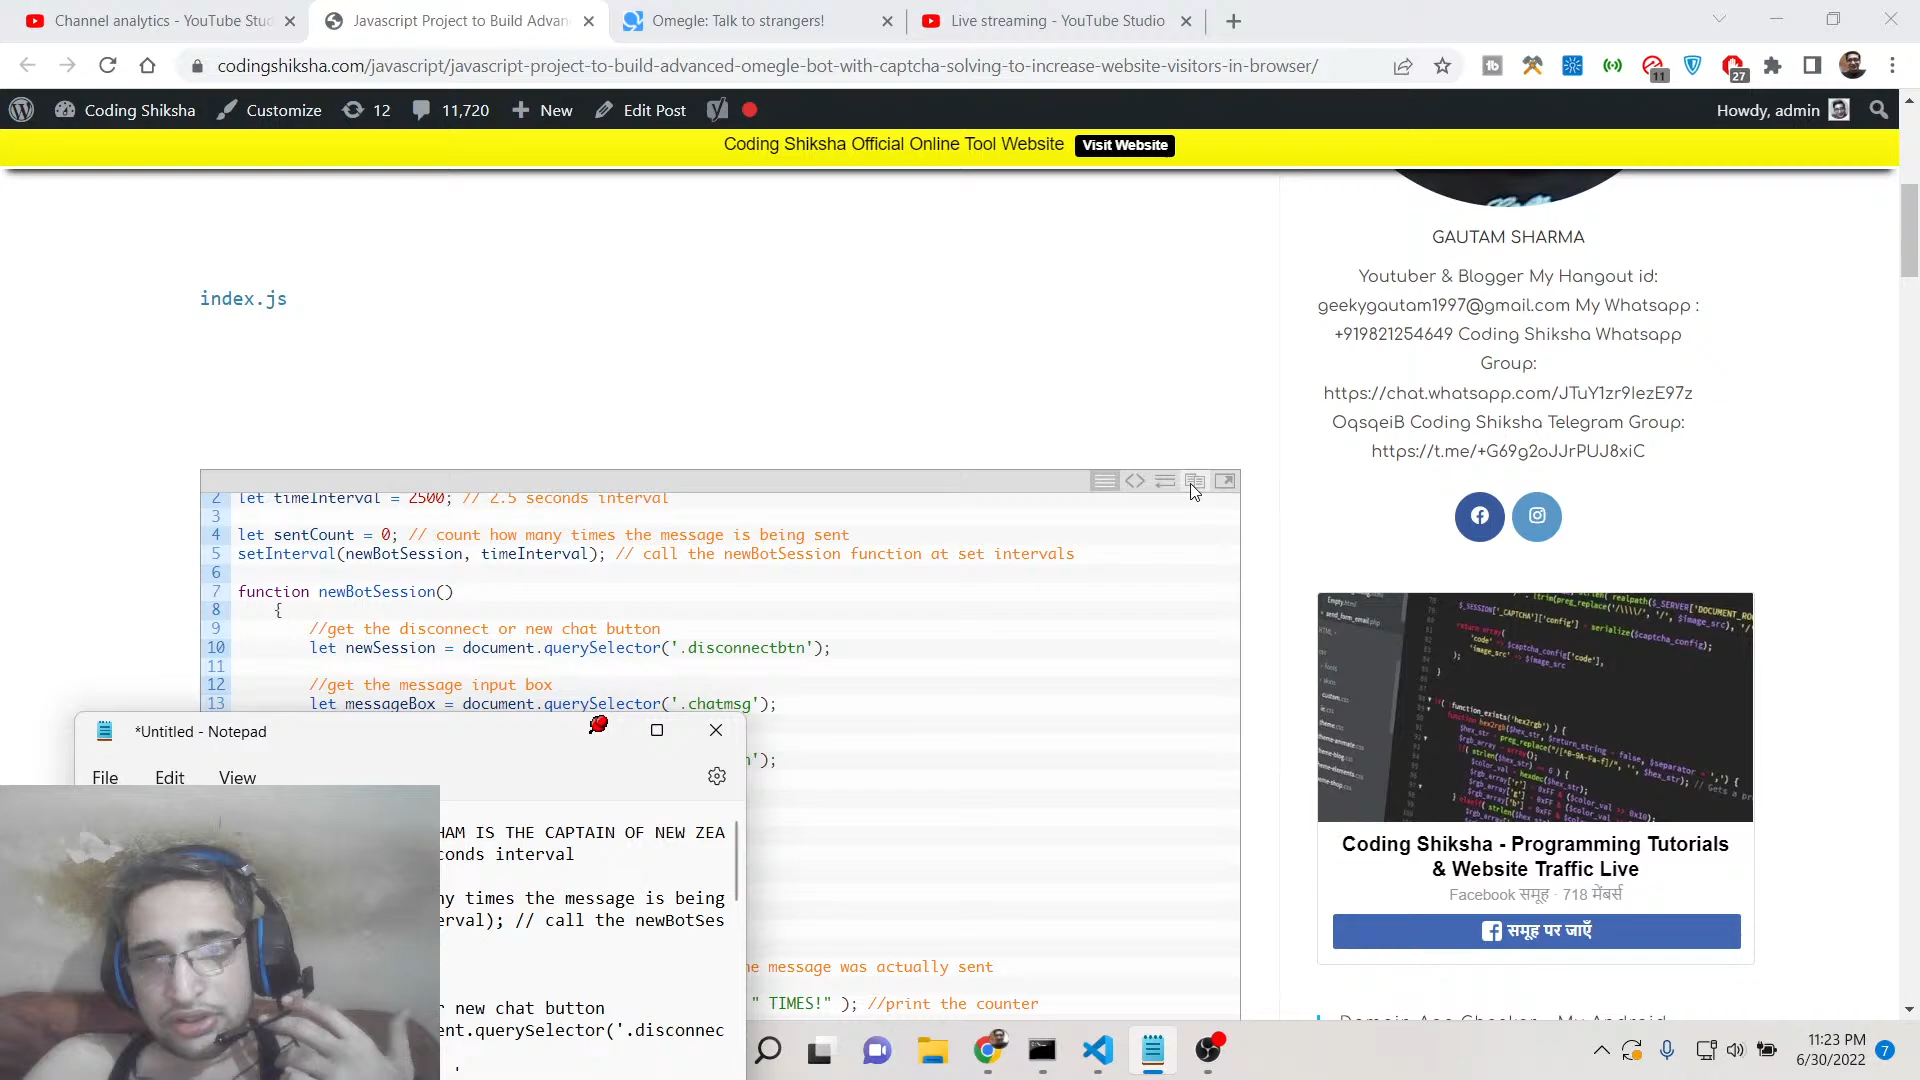 Channel analytics - YouTube Stud
Javascript Project to Build Advan
Omegle: Talk to strangers!
Live streaming - YouTube Studio
codingshiksha.com/javascript/javascript-project-to-build-advanced-omegle-bot-with-captcha-solving-to-increase-website-visitors-in-browser/
11
27
Coding Shiksha
Customize
12
11,720
New
Edit Post
Howdy, admin
Coding Shiksha Official Online Tool Website
Visit Website
index.js
2 let timeInterval = 2500; // 2.5 seconds interval
3
4 let sentCount = 0; // count how many times the message is being sent
5 setInterval(newBotSession, timeInterval); // call the newBotSession function at set intervals
6
7 function newBotSession()
8 {
9 //get the disconnect or new chat button
10 let newSession = document.querySelector('.disconnectbtn');
11
12 //get the message input box
13 let messageBox = document.querySelector('.chatmsg');
n');
e message was actually sent
" TIMES!" ); //print the counter
*Untitled - Notepad
File
Edit
View
HAM IS THE CAPTAIN OF NEW ZEA
onds interval
ny times the message is being
erval); // call the newBotSes
r new chat button
ent.querySelector('.disconnec
GAUTAM SHARMA
Youtuber & Blogger My Hangout id:
geekygautam1997@gmail.com My Whatsapp :
+919821254649 Coding Shiksha Whatsapp
Group:
https://chat.whatsapp.com/JTuY1zr9IezE97z
OqsqeiB Coding Shiksha Telegram Group:
https://t.me/+G69g2oJJrPUJ8xiC
Coding Shiksha - Programming Tutorials
& Website Traffic Live
Facebook समूह · 718 मेंबर्स
समूह पर जाएँ
Domain Age Checker - My Android
11:23 PM
6/30/2022
7